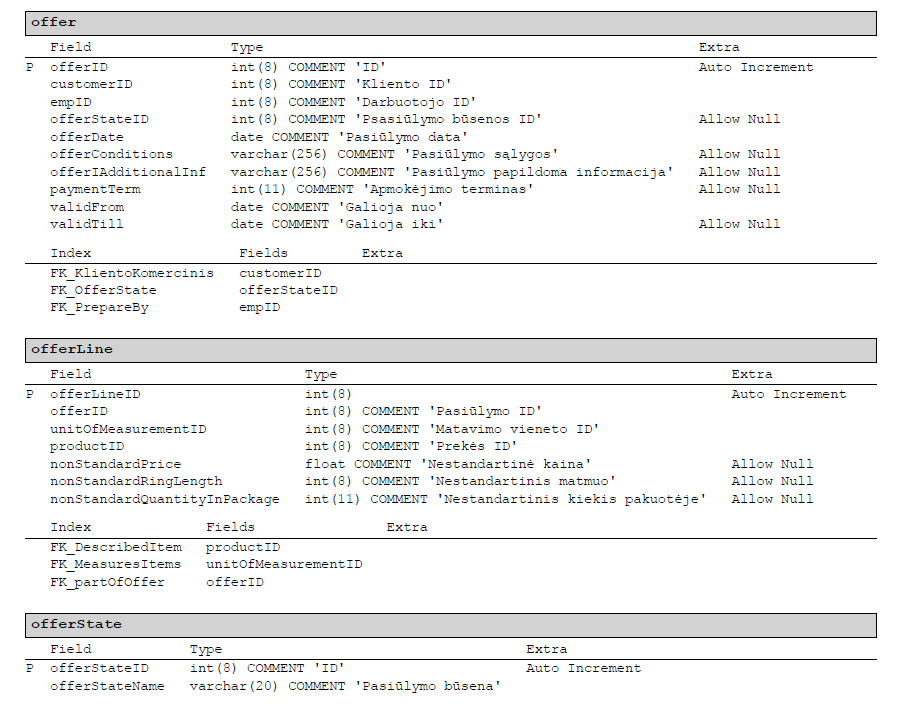 offer
Field Type Extra
P offerID int(8) COMMENT 'ID' Auto Increment
customerID int(8) COMMENT 'Kliento ID'
empID int(8) COMMENT 'Darbuotojo ID'
offerStateID int(8) COMMENT 'Psasiūlymo būsenos ID' Allow Null
offerDate date COMMENT 'Pasiūlymo data'
offerConditions varchar(256) COMMENT 'Pasiūlymo sąlygos' Allow Null
offerIAdditionalInf varchar(256) COMMENT 'Pasiūlymo papildoma informacija' Allow Null
paymentTerm int(11) COMMENT 'Apmokėjimo terminas' Allow Null
validFrom date COMMENT 'Galioja nuo'
validTill date COMMENT 'Galioja iki' Allow Null
Index Fields Extra
FK_KlientoKomercinis customerID
FK_OfferState offerStateID
FK_PrepareBy empID
offerLine
Field Type Extra
P offerLineID int(8) Auto Increment
offerID int(8) COMMENT 'Pasiūlymo ID'
unitOfMeasurementID int(8) COMMENT 'Matavimo vieneto ID'
productID int(8) COMMENT 'Prekės ID'
nonStandardPrice float COMMENT 'Nestandartinė kaina' Allow Null
nonStandardRingLength int(8) COMMENT 'Nestandartinis matmuo' Allow Null
nonStandardQuantityInPackage int(11) COMMENT 'Nestandartinis kiekis pakuotėje' Allow Null
Index Fields Extra
FK_DescribedItem productID
FK_MeasuresItems unitOfMeasurementID
FK_partOfOffer offerID
offerState
Field Type Extra
P offerStateID int(8) COMMENT 'ID' Auto Increment
offerStateName varchar(20) COMMENT 'Pasiūlymo būsena'